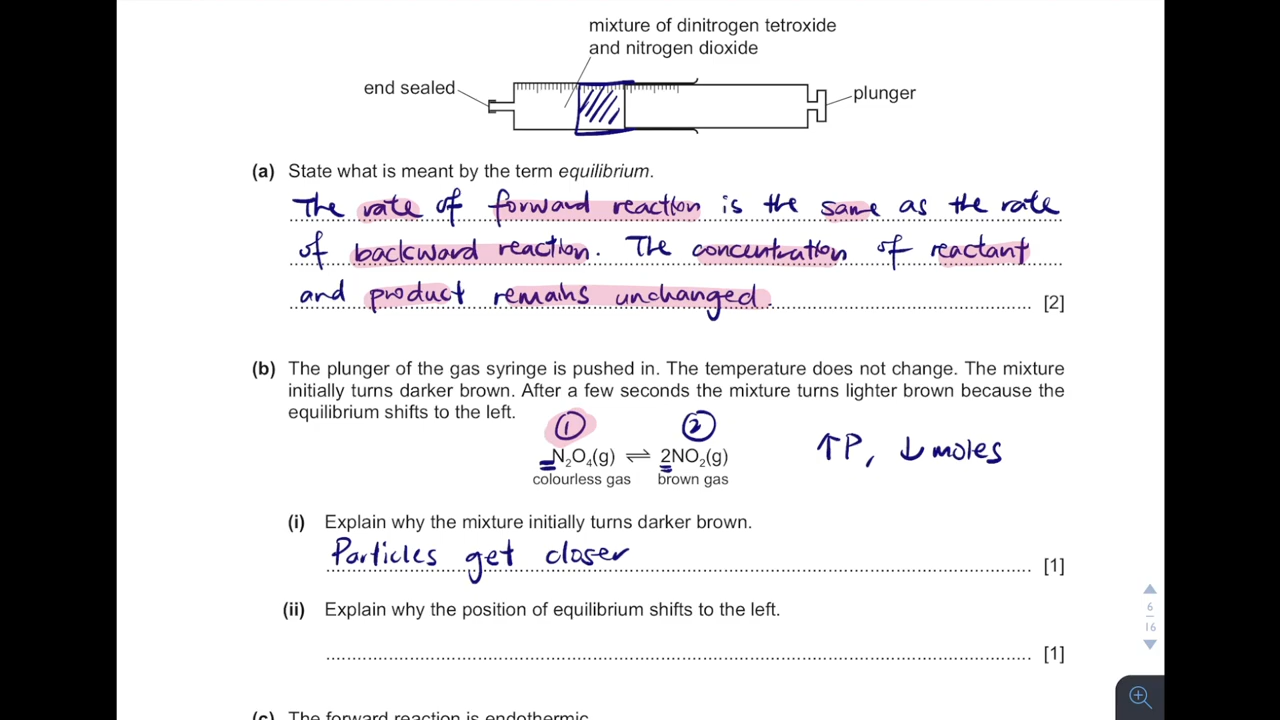 mixture of dinitrogen tetroxide
and nitrogen dioxide
end sealed
plunger
(a) State what is meant by the term equilibrium.
The rate of forward reaction is the same as the rate
of backward reaction. The concentration of reactant
and product remains unchanged. [2]
(b) The plunger of the gas syringe is pushed in. The temperature does not change. The mixture
initially turns darker brown. After a few seconds the mixture turns lighter brown because the
equilibrium shifts to the left.
① ②
N₂O₄(g) ⇌ 2NO₂(g) ↑P, ↓moles
colourless gas brown gas
(i) Explain why the mixture initially turns darker brown.
Particles get closer [1]
(ii) Explain why the position of equilibrium shifts to the left.
[1]
6
16
(c) The forward reaction is endothermic.